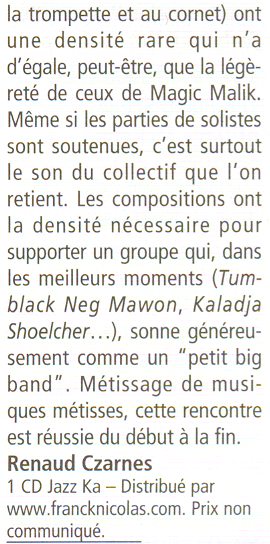 la trompette et au cornet) ont
une densité rare qui n’a
d’égale, peut-être, que la légè-
reté de ceux de Magic Malik.
Même si les parties de solistes
sont soutenues, c’est surtout
le son du collectif que l’on
retient. Les compositions ont
la densité nécessaire pour
supporter un groupe qui, dans
les meilleurs moments (Tum-
black Neg Mawon, Kaladja
Shoelcher…), sonne généreu-
sement comme un “petit big
band”. Métissage de musi-
ques métisses, cette rencontre
est réussie du début à la fin.
Renaud Czarnes
1 CD Jazz Ka – Distribué par
www.francknicolas.com. Prix non
communiqué.